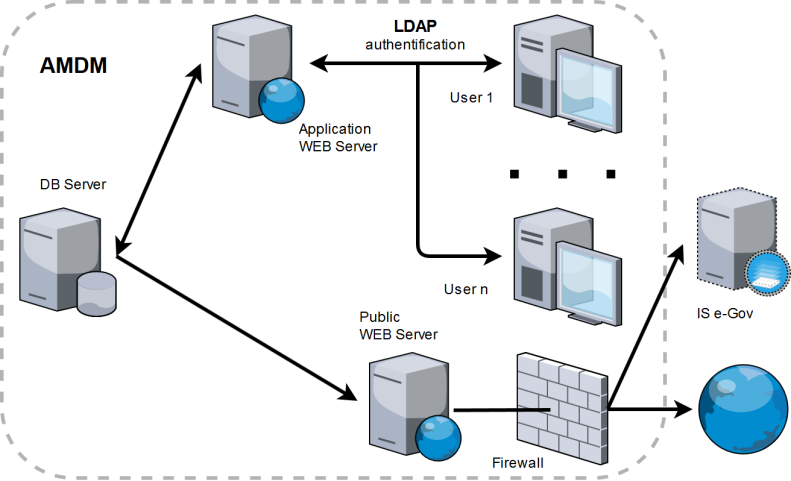 LDAP
authentification
AMDM
User 1
Application
WEB Server
DB Server
User n
IS e-Gov
Public
WEB Server
Firewall